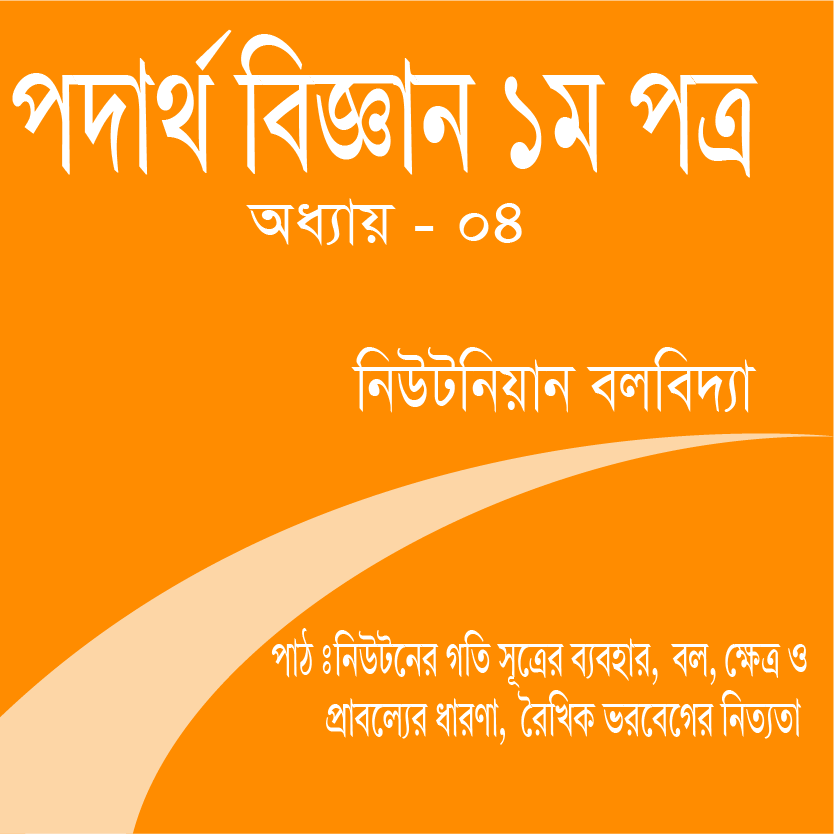 পদার্থ বিজ্ঞান ১ম পত্র
অধ্যায় - ০৪
নিউটনিয়ান বলবিদ্যা
পাঠ ঃনিউটনের গতি সূত্রের ব্যবহার, বল, ক্ষেত্র ও
প্রাবল্যের ধারণা, রৈখিক ভরবেগের নিত্যতা